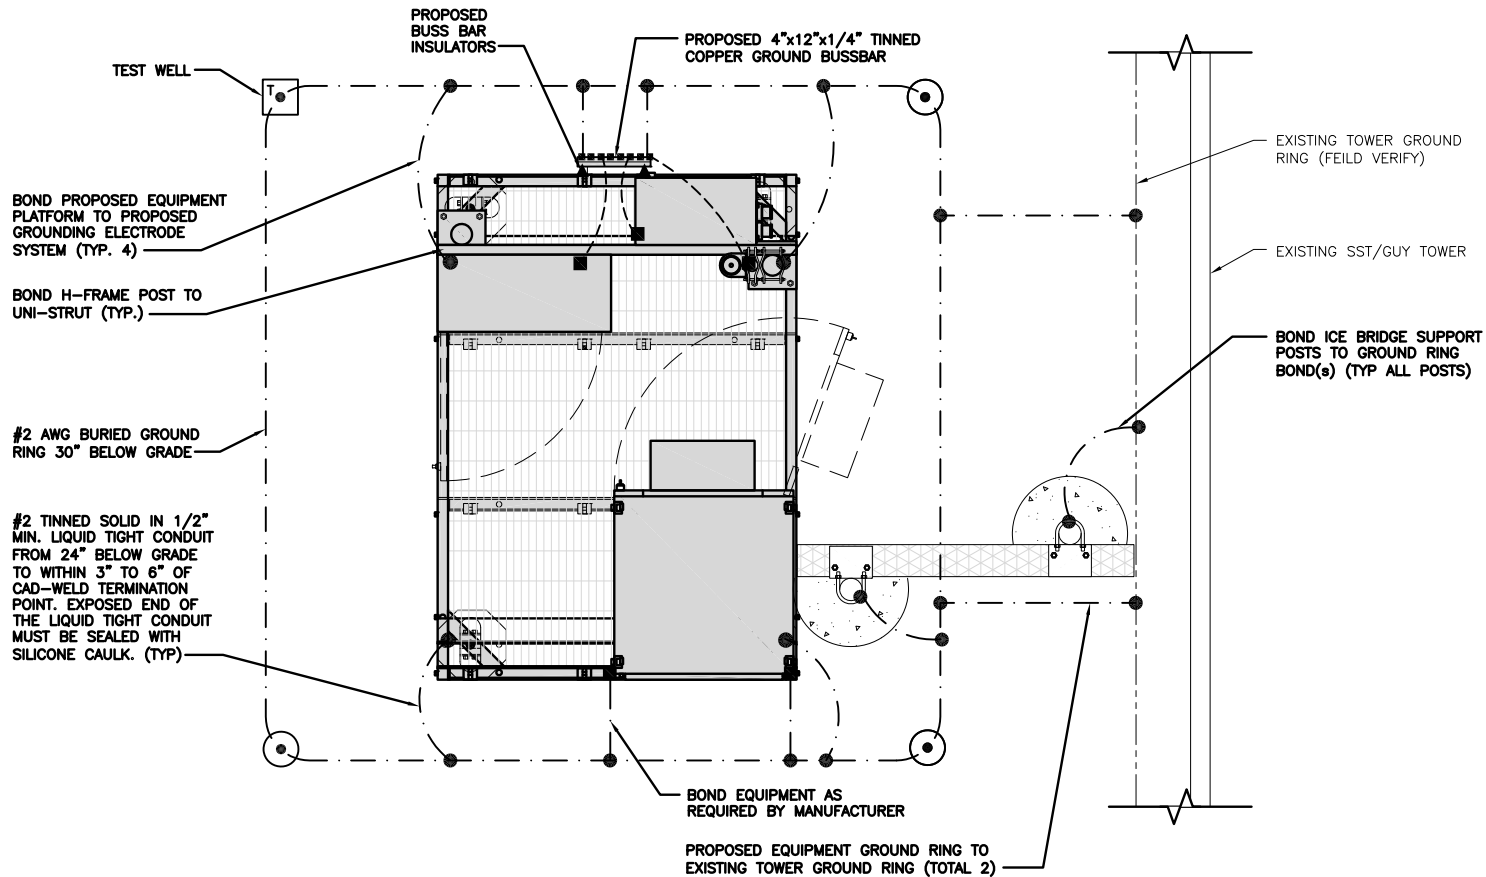 PROPOSED
BUSS BAR
INSULATORS
PROPOSED 4"x12"x1/4" TINNED
COPPER GROUND BUSSBAR
TEST WELL
T
EXISTING TOWER GROUND
RING (FEILD VERIFY)
BOND PROPOSED EQUIPMENT
PLATFORM TO PROPOSED
GROUNDING ELECTRODE
SYSTEM (TYP. 4)
EXISTING SST/GUY TOWER
BOND H-FRAME POST TO
UNI-STRUT (TYP.)
BOND ICE BRIDGE SUPPORT
POSTS TO GROUND RING
BOND(s) (TYP ALL POSTS)
#2 AWG BURIED GROUND
RING 30" BELOW GRADE
#2 TINNED SOLID IN 1/2"
MIN. LIQUID TIGHT CONDUIT
FROM 24" BELOW GRADE
TO WITHIN 3" TO 6" OF
CAD-WELD TERMINATION
POINT. EXPOSED END OF
THE LIQUID TIGHT CONDUIT
MUST BE SEALED WITH
SILICONE CAULK. (TYP)
BOND EQUIPMENT AS
REQUIRED BY MANUFACTURER
PROPOSED EQUIPMENT GROUND RING TO
EXISTING TOWER GROUND RING (TOTAL 2)